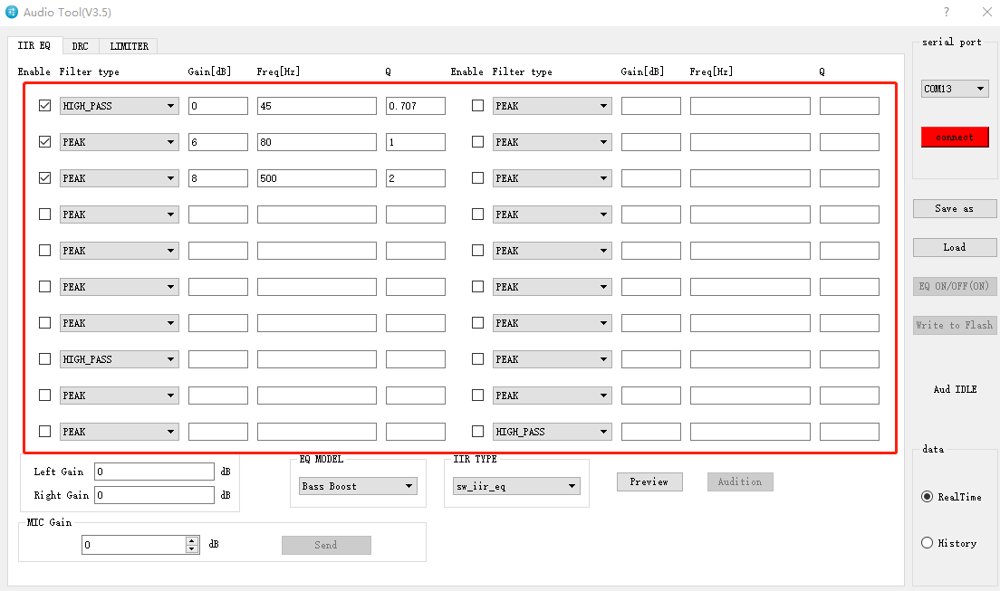 Audio Tool(V3.5) ?
IIR EQ DRC LIMITER
serial port
Enable Filter type Gain[dB] Freq[Hz] Q Enable Filter type Gain[dB] Freq[Hz] Q
COM13
HIGH_PASS 0 45 0.707 PEAK
connect
PEAK 6 80 1 PEAK
PEAK 8 500 2 PEAK
Save as
PEAK PEAK
Load
PEAK PEAK
EQ ON/OFF(ON)
PEAK PEAK
Write to Flash
PEAK PEAK
HIGH_PASS PEAK
Aud IDLE
PEAK PEAK
PEAK HIGH_PASS
data
EQ MODEL IIR TYPE
Left Gain 0 dB
Bass Boost sw_iir_eq Preview Audition
Right Gain 0 dB
RealTime
MIC Gain
0 dB Send
History